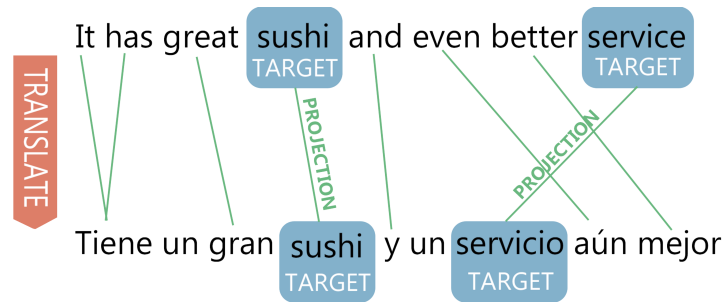 It has great sushi and even better service
TARGET TARGET
TRANSLATE
PROJECTION
PROJECTION
Tiene un gran sushi y un servicio aún mejor
TARGET TARGET